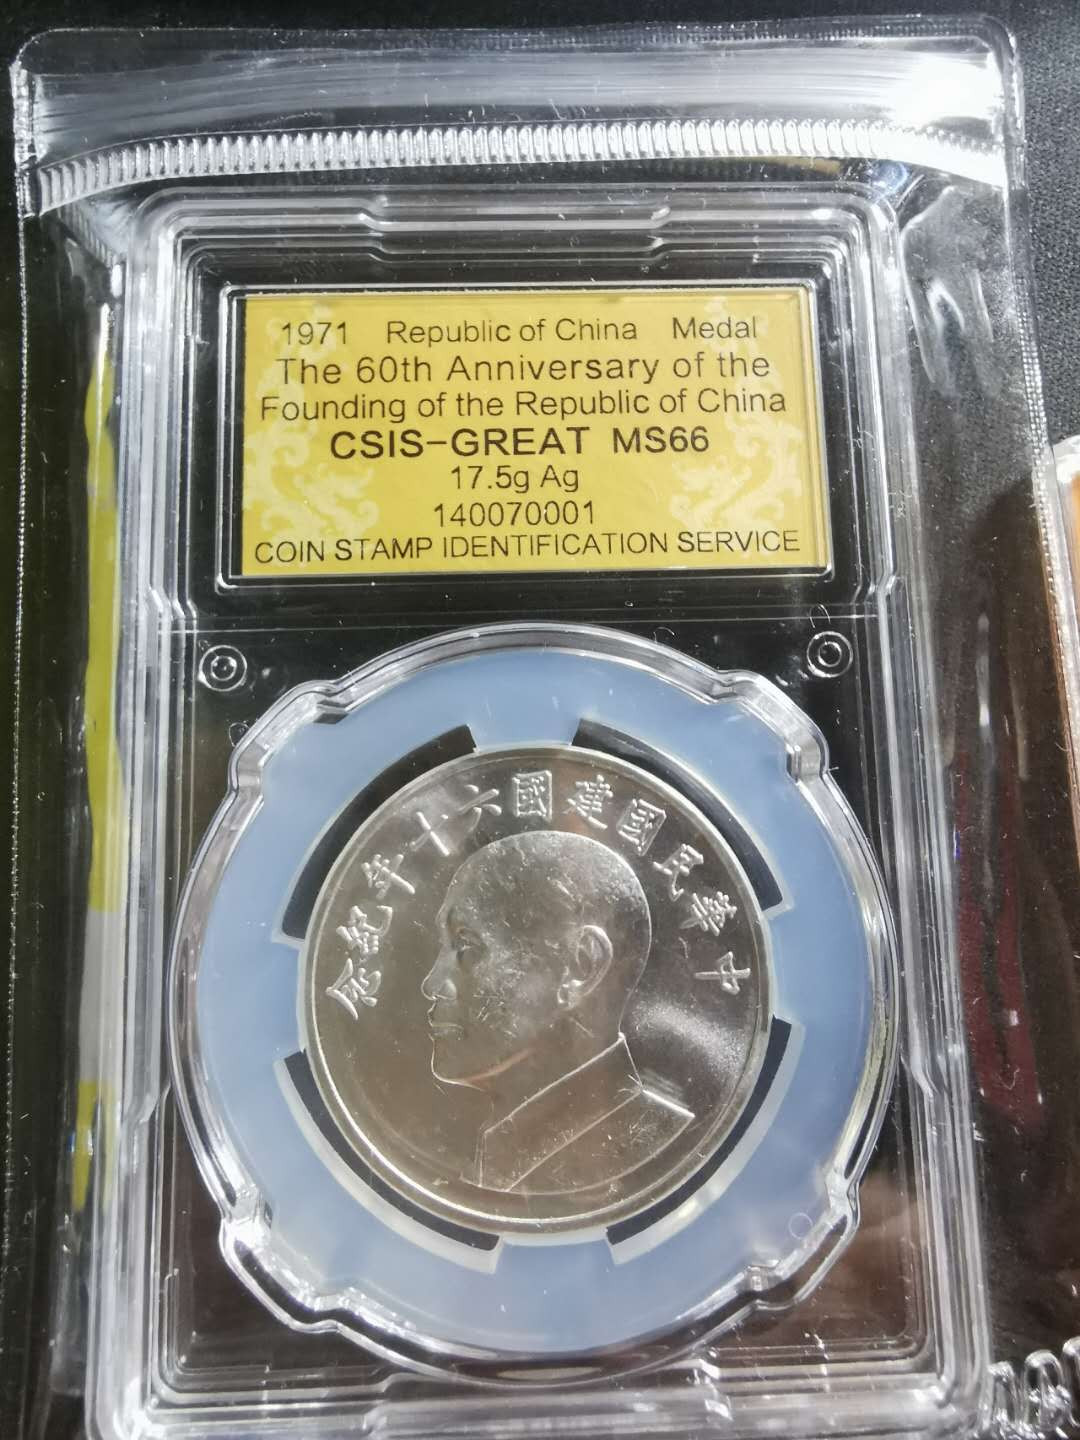 1971 Republic of China Medal
The 60th Anniversary of the
Founding of the Republic of China
CSIS-GREAT MS66
17.5g Ag
140070001
COIN STAMP IDENTIFICATION SERVICE
中華民國建國六十年紀念